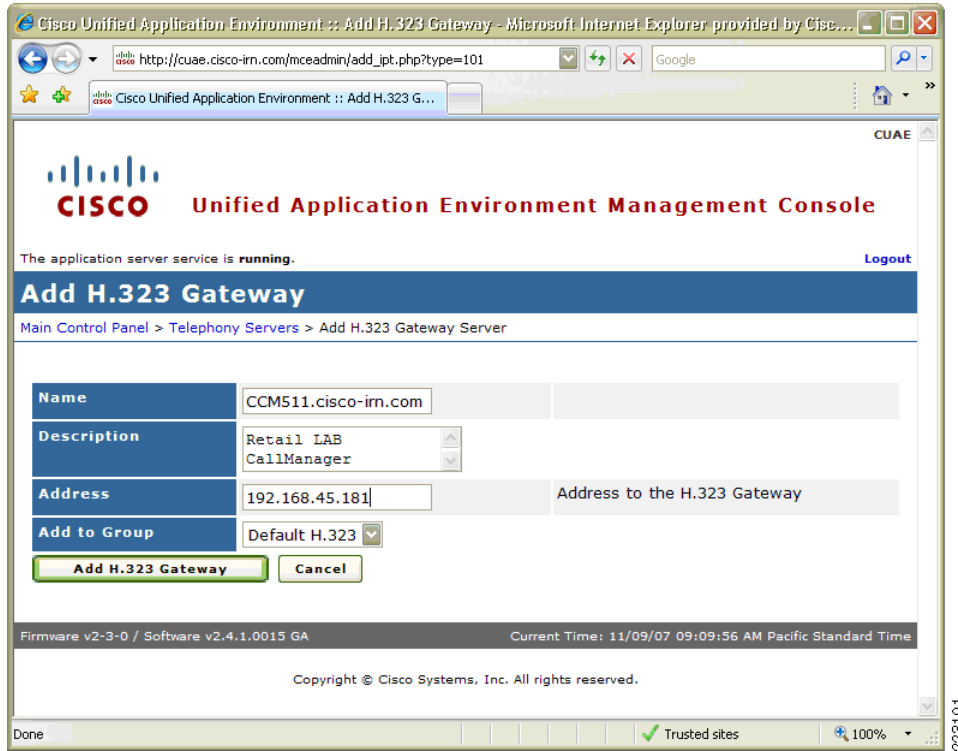 Cisco Unified Application Environment :: Add H.323 Gateway - Microsoft Internet Explorer provided by Cisc...
http://cuae.cisco-irn.com/mceadmin/add_ipt.php?type=101
Google
Cisco Unified Application Environment :: Add H.323 G...
CUAE
CISCO
Unified Application Environment Management Console
The application server service is running.
Logout
Add H.323 Gateway
Main Control Panel > Telephony Servers > Add H.323 Gateway Server
Name
CCM511.cisco-irn.com
Description
Retail LAB
CallManager
Address
192.168.45.181
Address to the H.323 Gateway
Add to Group
Default H.323
Add H.323 Gateway
Cancel
Firmware v2-3-0 / Software v2.4.1.0015 GA
Current Time: 11/09/07 09:09:56 AM Pacific Standard Time
Copyright © Cisco Systems, Inc. All rights reserved.
Done
Trusted sites
100%